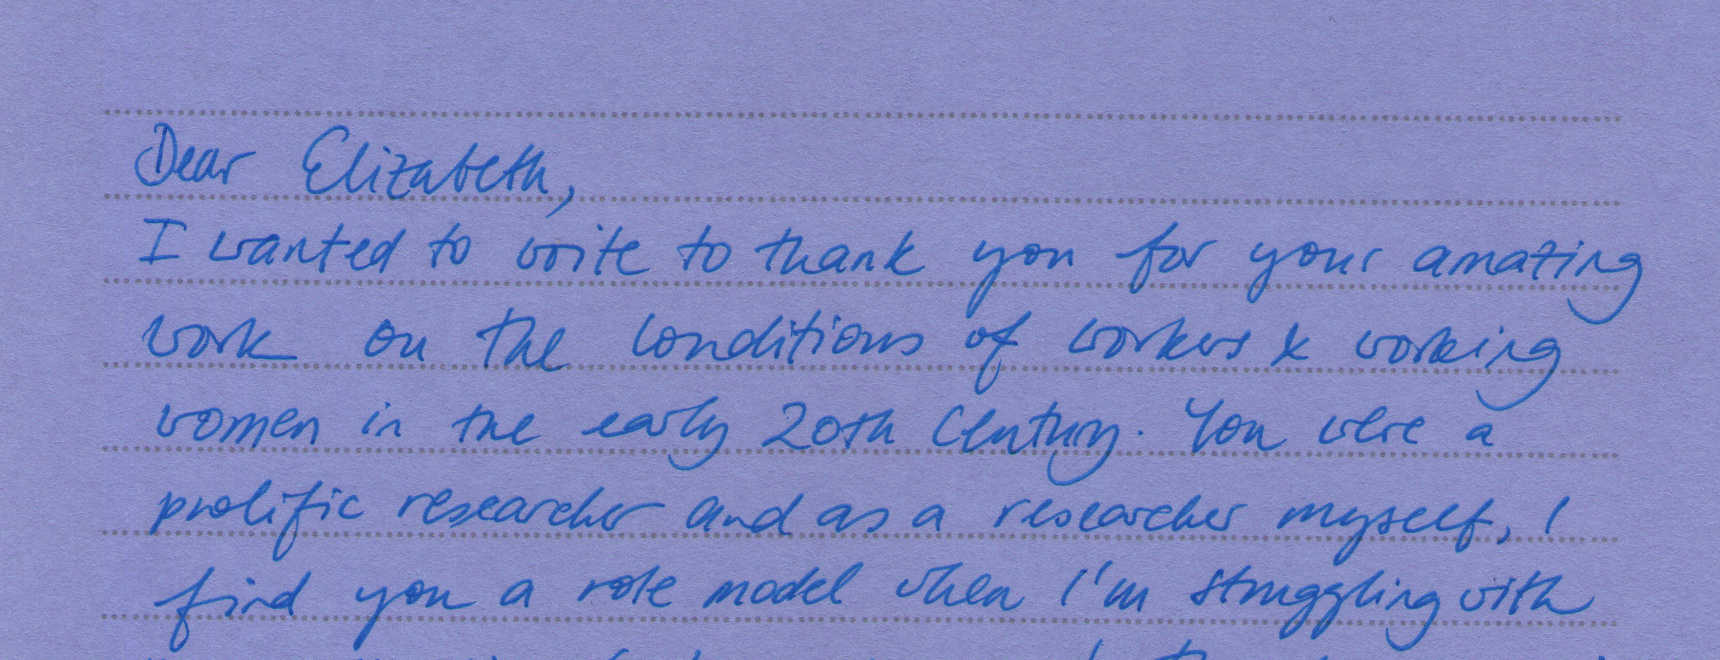 Dear Elizabeth,
I wanted to write to thank you for your amazing
work on the conditions of workers & working
women in the early 20th Century. You were a
prolific researcher and as a researcher myself, I
find you a role model when I'm struggling with